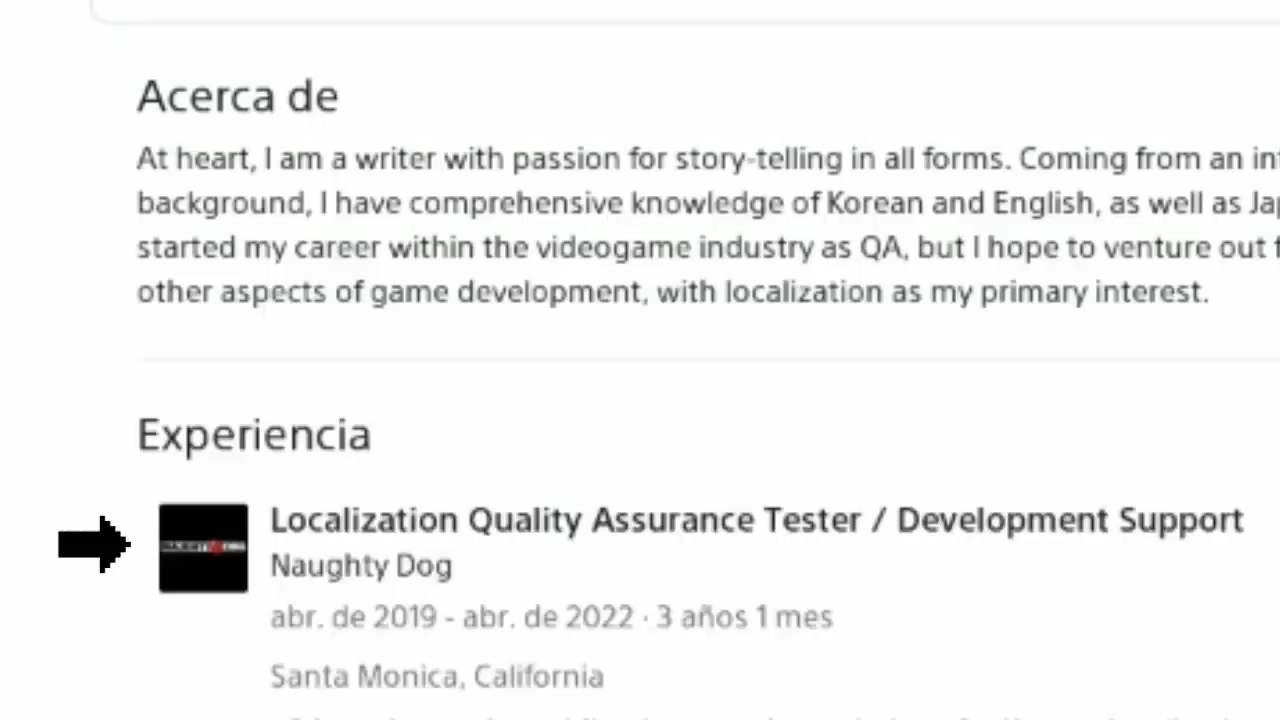 Acerca de
At heart, I am a writer with passion for story-telling in all forms. Coming from an
background, I have comprehensive knowledge of Korean and English, as well as
started my career within the videogame industry as QA, but I hope to venture out
other aspects of game development, with localization as my primary interest.
Experiencia
Localization Quality Assurance Tester / Development Support
Naughty Dog
abr. de 2019 - abr. de 2022 · 3 años 1 mes
Santa Monica, California